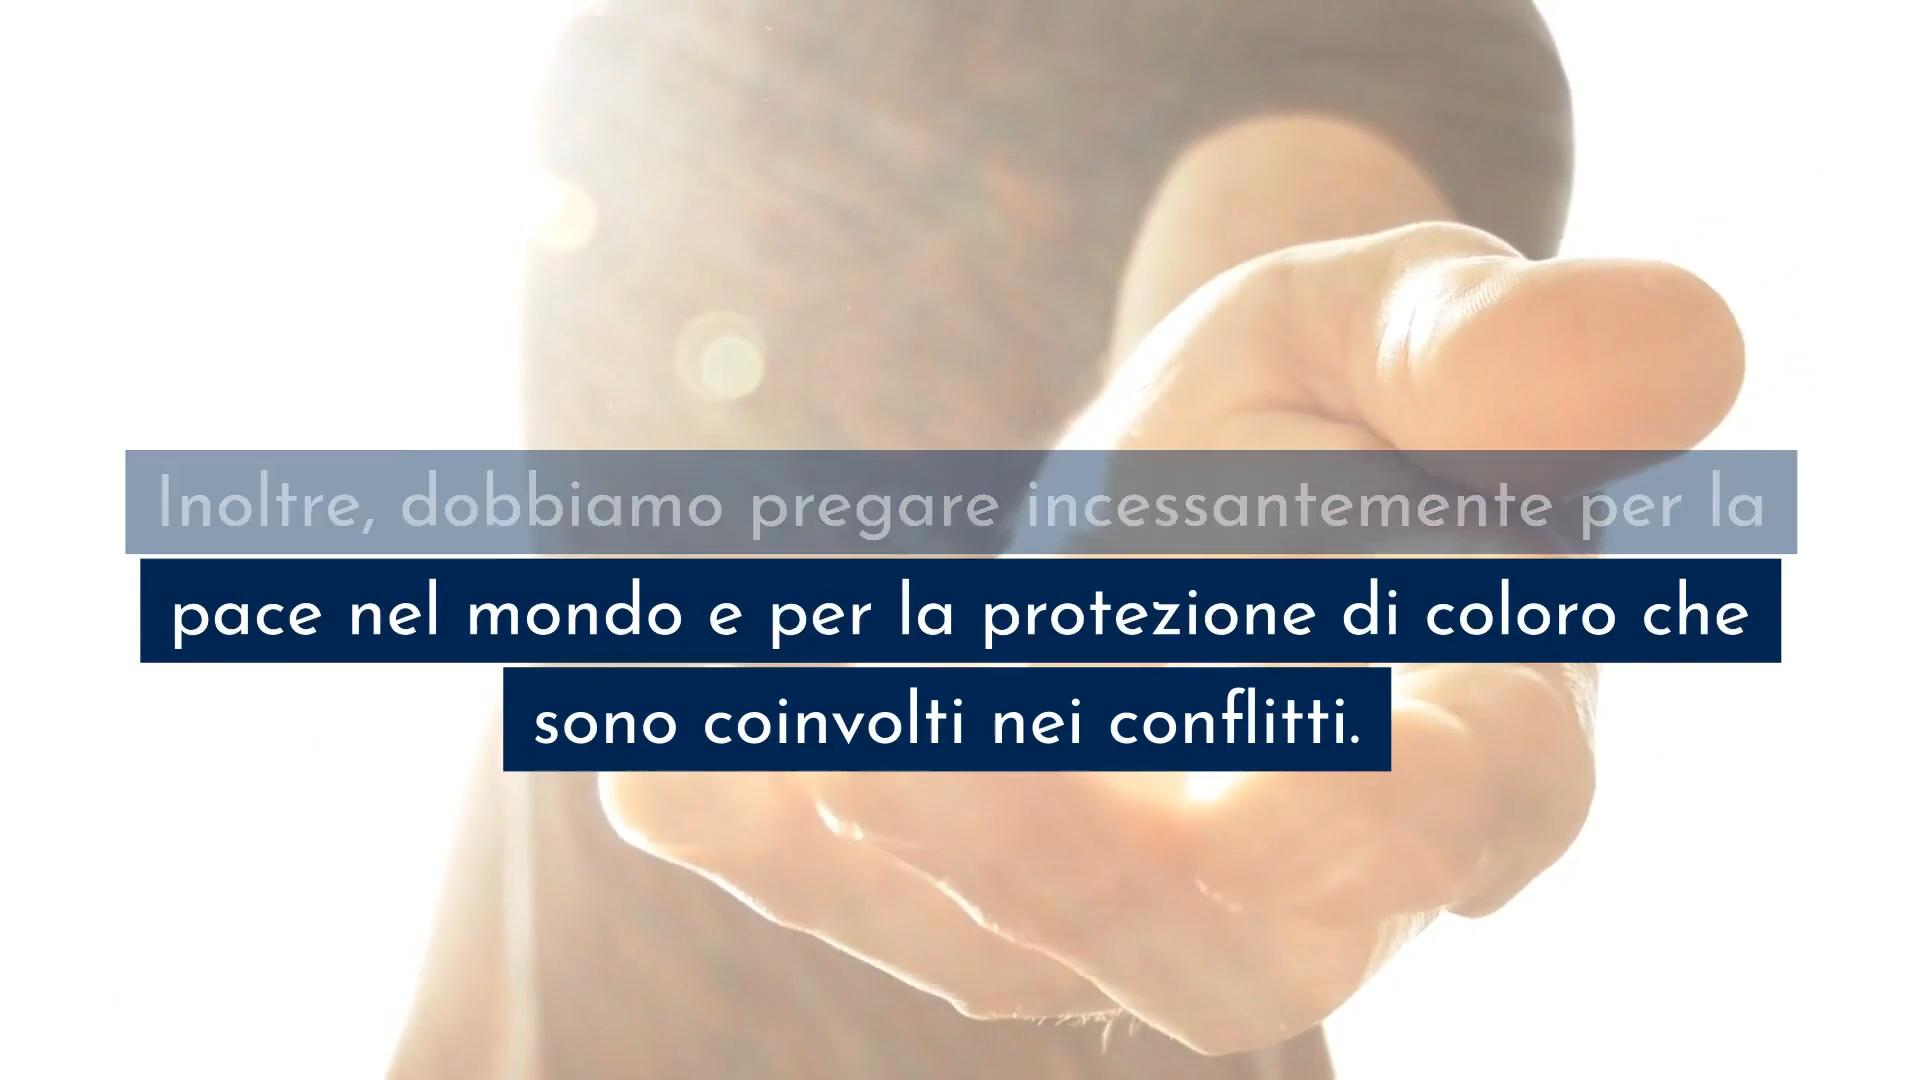 Inoltre, dobbiamo pregare incessantemente per la
pace nel mondo e per la protezione di coloro che
sono coinvolti nei conflitti.